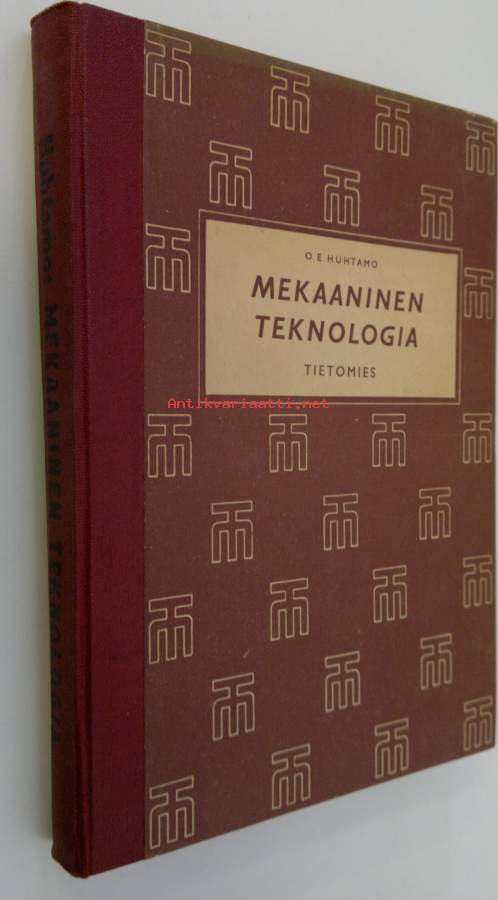 O E HUHTAMO
MEKAANINEN
TEKNOLOGIA
TIETOMIES
Antikvariaatti.net
Huhtamo: MEKAANINEN TEKNOLOGIA